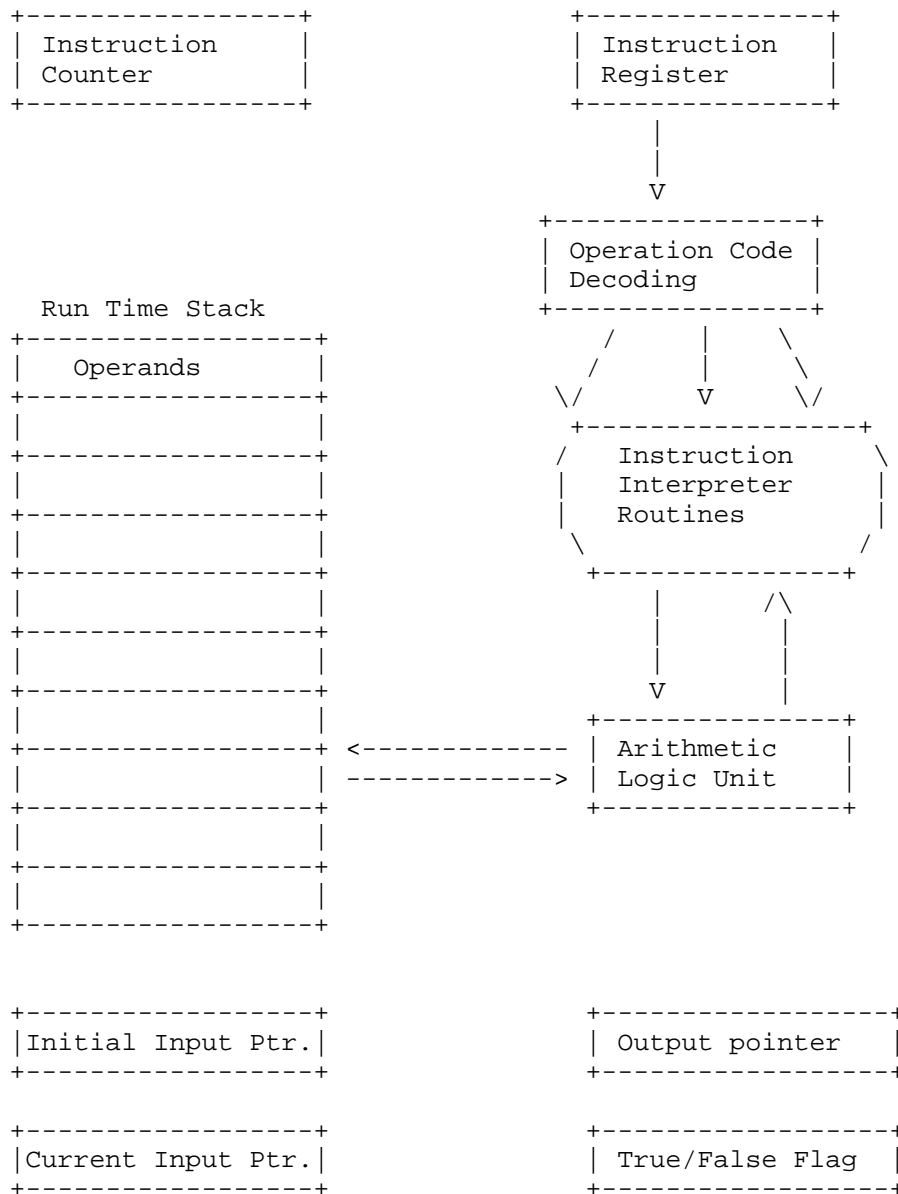 Instruction
Counter
Instruction
Register
Operation Code
Decoding
Run Time Stack
Operands
Instruction
Interpreter
Routines
Arithmetic
Logic Unit
Initial Input Ptr.
Output pointer
Current Input Ptr.
True/False Flag